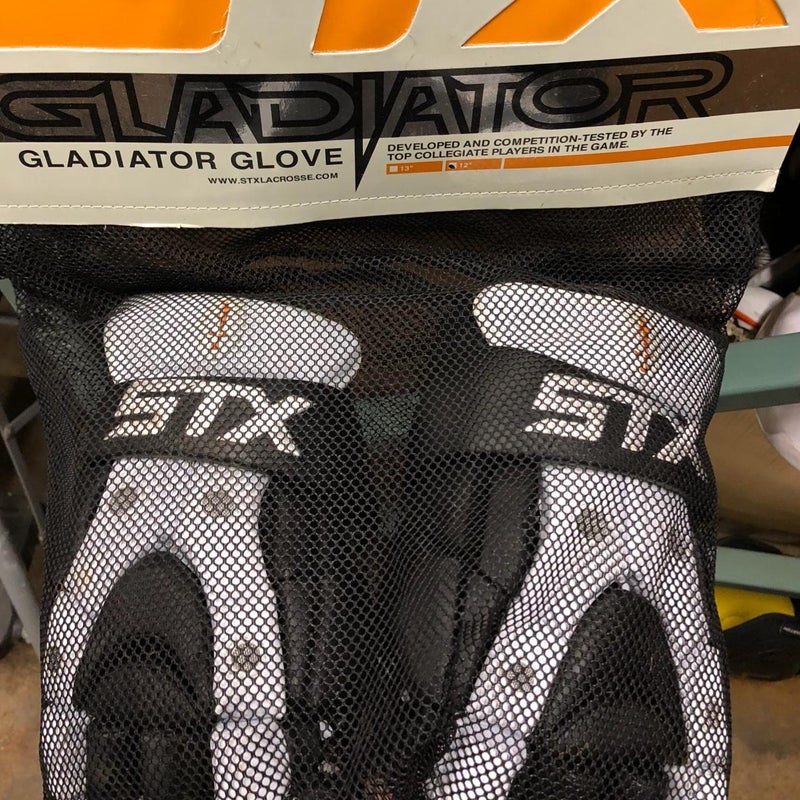 STX
GLADIATOR
GLADIATOR GLOVE
WWW.STXLACROSSE.COM
DEVELOPED AND COMPETITION-TESTED BY THE
TOP COLLEGIATE PLAYERS IN THE GAME.
13" 12"
STX
STX